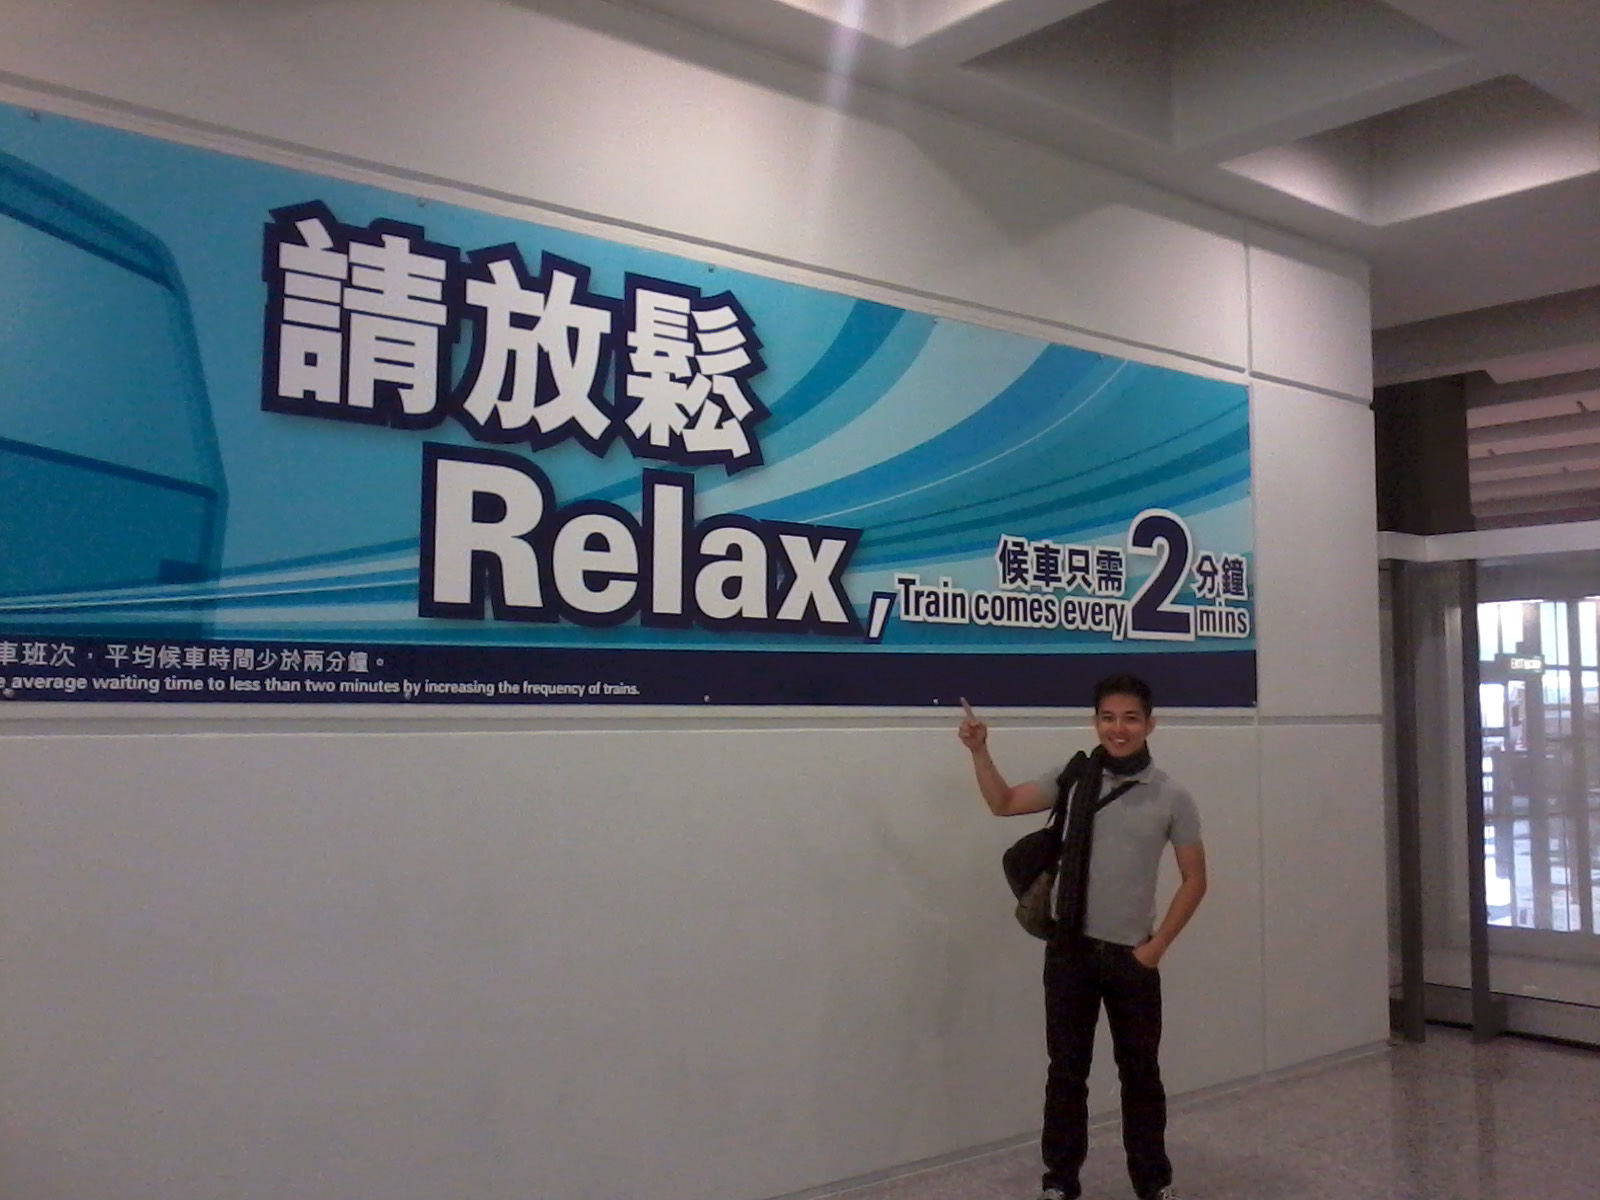 請放鬆
Relax,
候車只需2分鐘
Train comes every 2 mins
車班次，平均候車時間少於兩分鐘。
average waiting time to less than two minutes by increasing the frequency of trains.